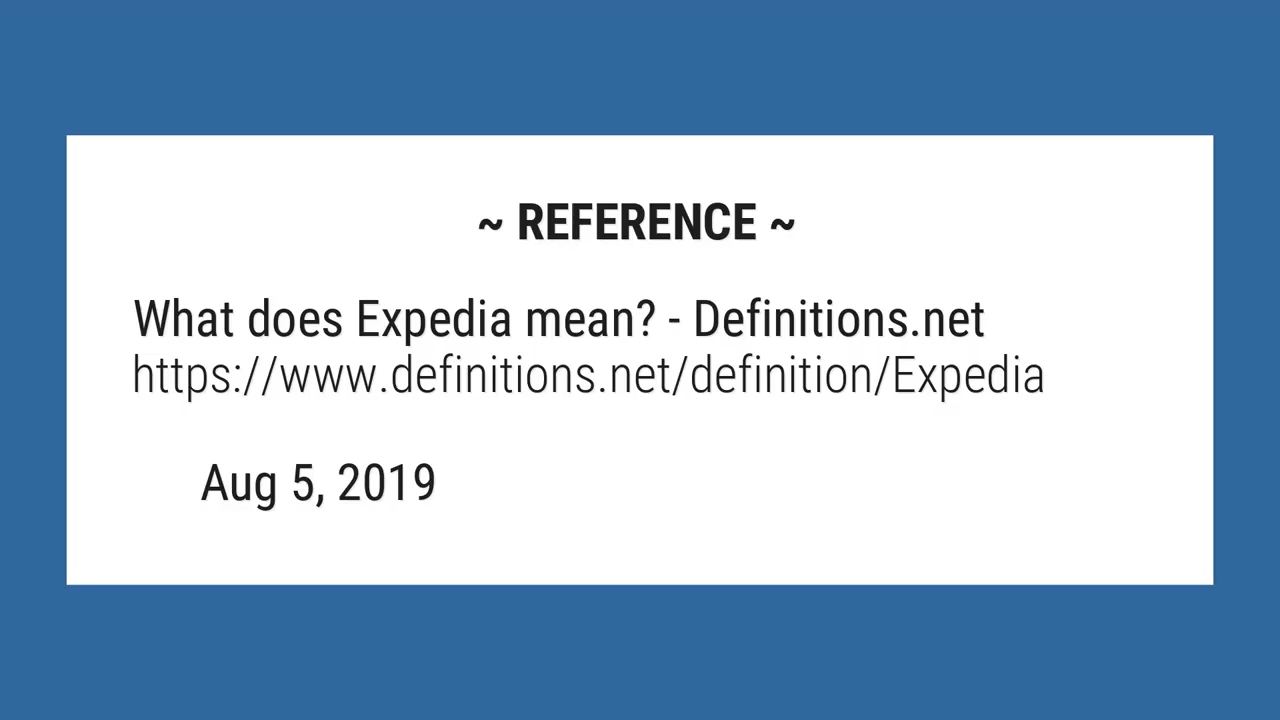 ~ REFERENCE ~
What does Expedia mean? - Definitions.net
https://www.definitions.net/definition/Expedia
Aug 5, 2019